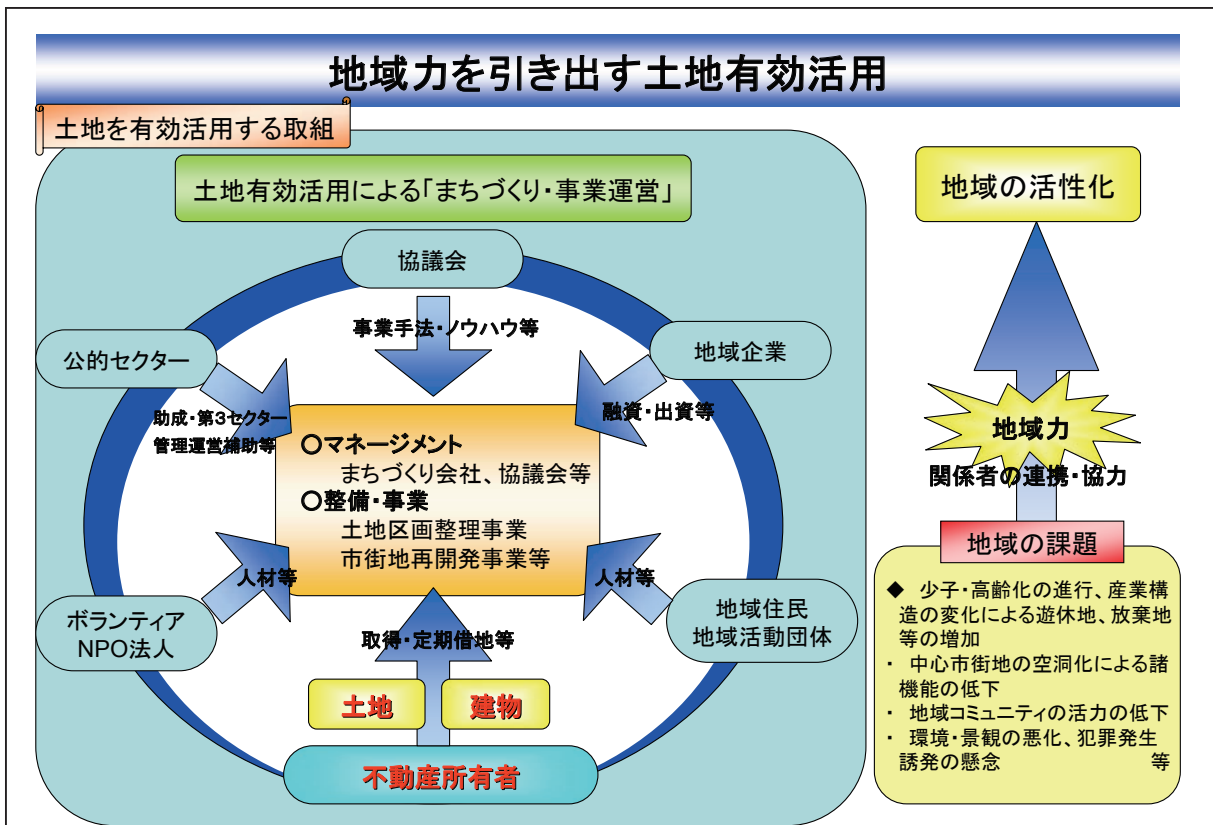 地域力を引き出す土地有効活用
土地を有効活用する取組
土地有効活用による「まちづくり・事業運営」
協議会
事業手法・ノウハウ等
公的セクター
助成・第3セクター
管理運営補助等
地域企業
融資・出資等
○マネージメント
まちづくり会社、協議会等
○整備・事業
土地区画整理事業
市街地再開発事業等
ボランティア
NPO法人
人材等
地域住民
地域活動団体
人材等
取得・定期借地等
土地
建物
不動産所有者
地域の活性化
地域力
関係者の連携・協力
地域の課題
◆ 少子・高齢化の進行、産業構
造の変化による遊休地、放棄地
等の増加
・ 中心市街地の空洞化による諸
機能の低下
・ 地域コミュニティの活力の低下
・ 環境・景観の悪化、犯罪発生
誘発の懸念 等